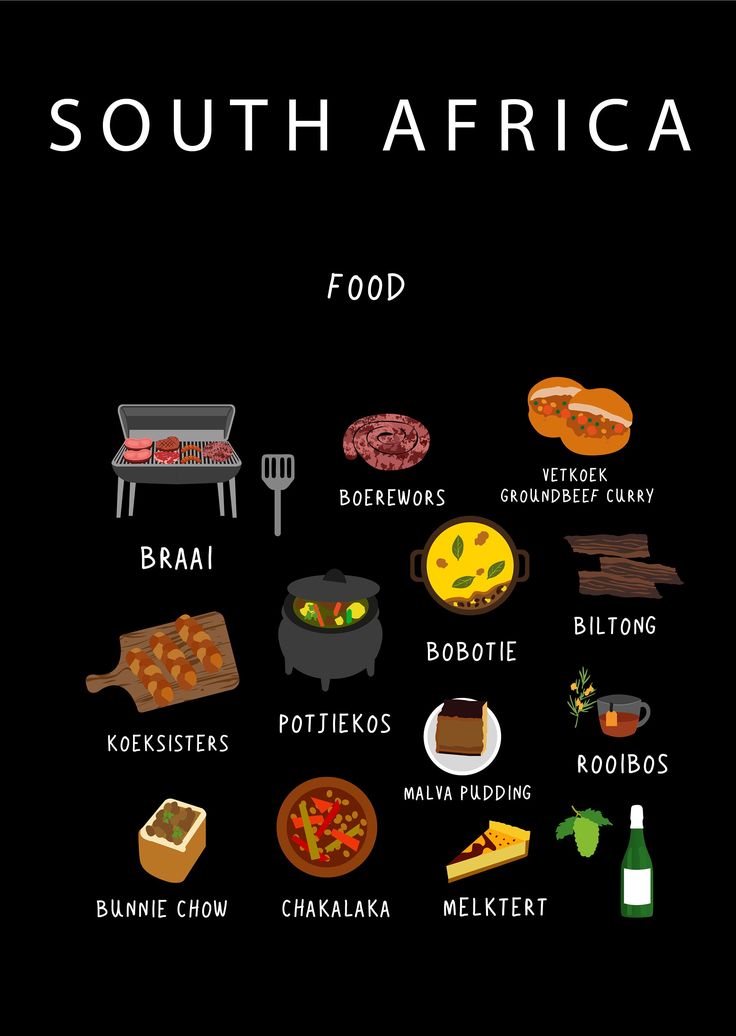 SOUTH AFRICA
FOOD
BRAAI
BOEREWORS
VETKOEK
GROUNDBEEF CURRY
KOEKSISTERS
POTJIEKOS
BOBOTIE
BILTONG
MALVA PUDDING
ROOIBOS
BUNNIE CHOW
CHAKALAKA
MELKTERT